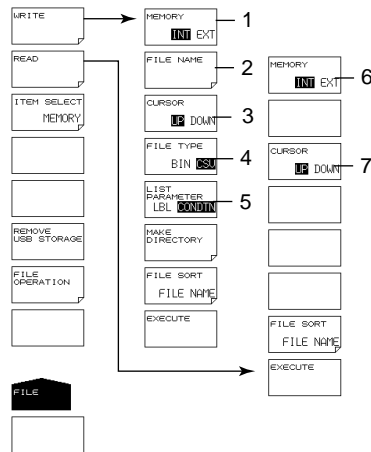 WRITE
READ
ITEM SELECT
MEMORY
REMOVE
USB STORAGE
FILE
OPERATION
FILE
MEMORY
INT EXT
1
FILE NAME
2
CURSOR
UP DOWN
3
FILE TYPE
BIN CSV
4
LIST
PARAMETER
LBL CONDTN
5
MAKE
DIRECTORY
FILE SORT
FILE NAME
EXECUTE
MEMORY
INT EXT
6
CURSOR
UP DOWN
7
FILE SORT
FILE NAME
EXECUTE